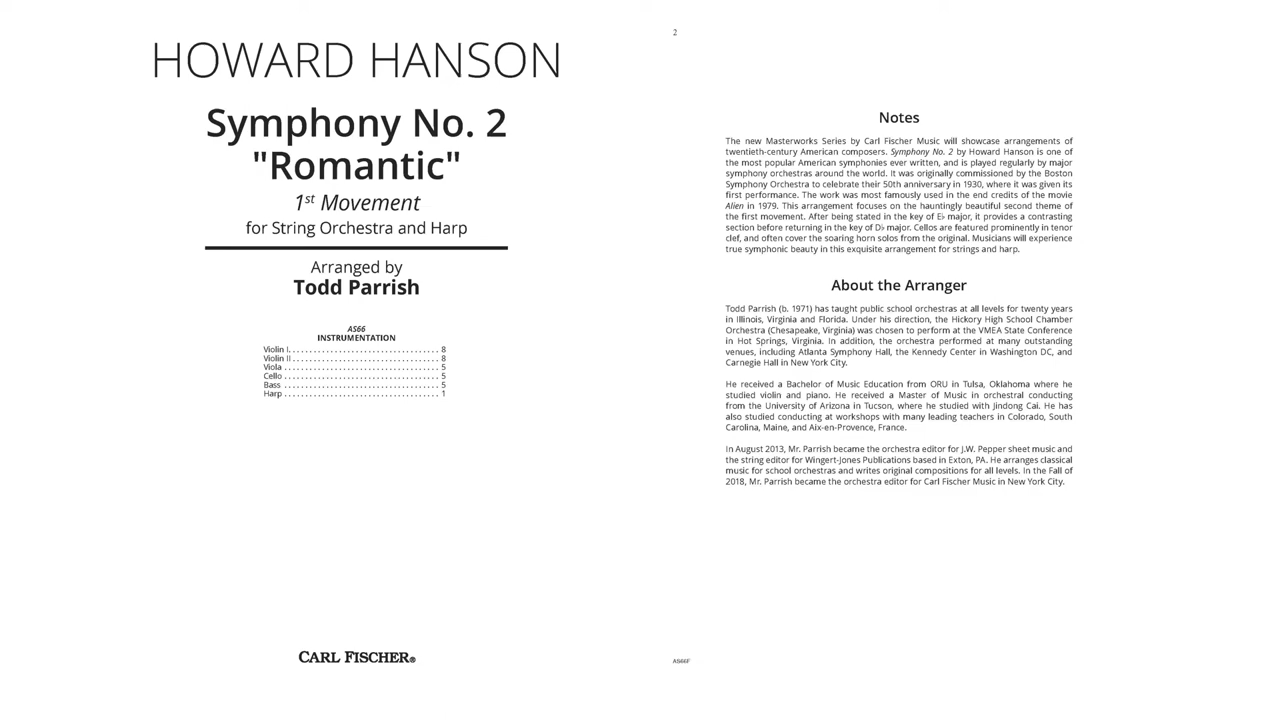 HOWARD HANSON
Symphony No. 2
"Romantic"
1st Movement
for String Orchestra and Harp
Arranged by
Todd Parrish
AS66
INSTRUMENTATION
Violin I. . . . . . . . . . . . . . . . . . . . . . . . . . . . . . . . . . . . 8
Violin II . . . . . . . . . . . . . . . . . . . . . . . . . . . . . . . . . . . 8
Viola . . . . . . . . . . . . . . . . . . . . . . . . . . . . . . . . . . . . . 5
Cello . . . . . . . . . . . . . . . . . . . . . . . . . . . . . . . . . . . . . 5
Bass . . . . . . . . . . . . . . . . . . . . . . . . . . . . . . . . . . . . . 5
Harp . . . . . . . . . . . . . . . . . . . . . . . . . . . . . . . . . . . . . 1
CARL FISCHER®
2
Notes
The new Masterworks Series by Carl Fischer Music will showcase arrangements of
twentieth-century American composers. Symphony No. 2 by Howard Hanson is one of
the most popular American symphonies ever written, and is played regularly by major
symphony orchestras around the world. It was originally commissioned by the Boston
Symphony Orchestra to celebrate their 50th anniversary in 1930, where it was given its
first performance. The work was most famously used in the end credits of the movie
Alien in 1979. This arrangement focuses on the hauntingly beautiful second theme of
the first movement. After being stated in the key of E♭ major, it provides a contrasting
section before returning in the key of D♭ major. Cellos are featured prominently in tenor
clef, and often cover the soaring horn solos from the original. Musicians will experience
true symphonic beauty in this exquisite arrangement for strings and harp.
About the Arranger
Todd Parrish (b. 1971) has taught public school orchestras at all levels for twenty years
in Illinois, Virginia and Florida. Under his direction, the Hickory High School Chamber
Orchestra (Chesapeake, Virginia) was chosen to perform at the VMEA State Conference
in Hot Springs, Virginia. In addition, the orchestra performed at many outstanding
venues, including Atlanta Symphony Hall, the Kennedy Center in Washington DC, and
Carnegie Hall in New York City.
He received a Bachelor of Music Education from ORU in Tulsa, Oklahoma where he
studied violin and piano. He received a Master of Music in orchestral conducting
from the University of Arizona in Tucson, where he studied with Jindong Cai. He has
also studied conducting at workshops with many leading teachers in Colorado, South
Carolina, Maine, and Aix-en-Provence, France.
In August 2013, Mr. Parrish became the orchestra editor for J.W. Pepper sheet music and
the string editor for Wingert-Jones Publications based in Exton, PA. He arranges classical
music for school orchestras and writes original compositions for all levels. In the Fall of
2018, Mr. Parrish became the orchestra editor for Carl Fischer Music in New York City.
AS66F